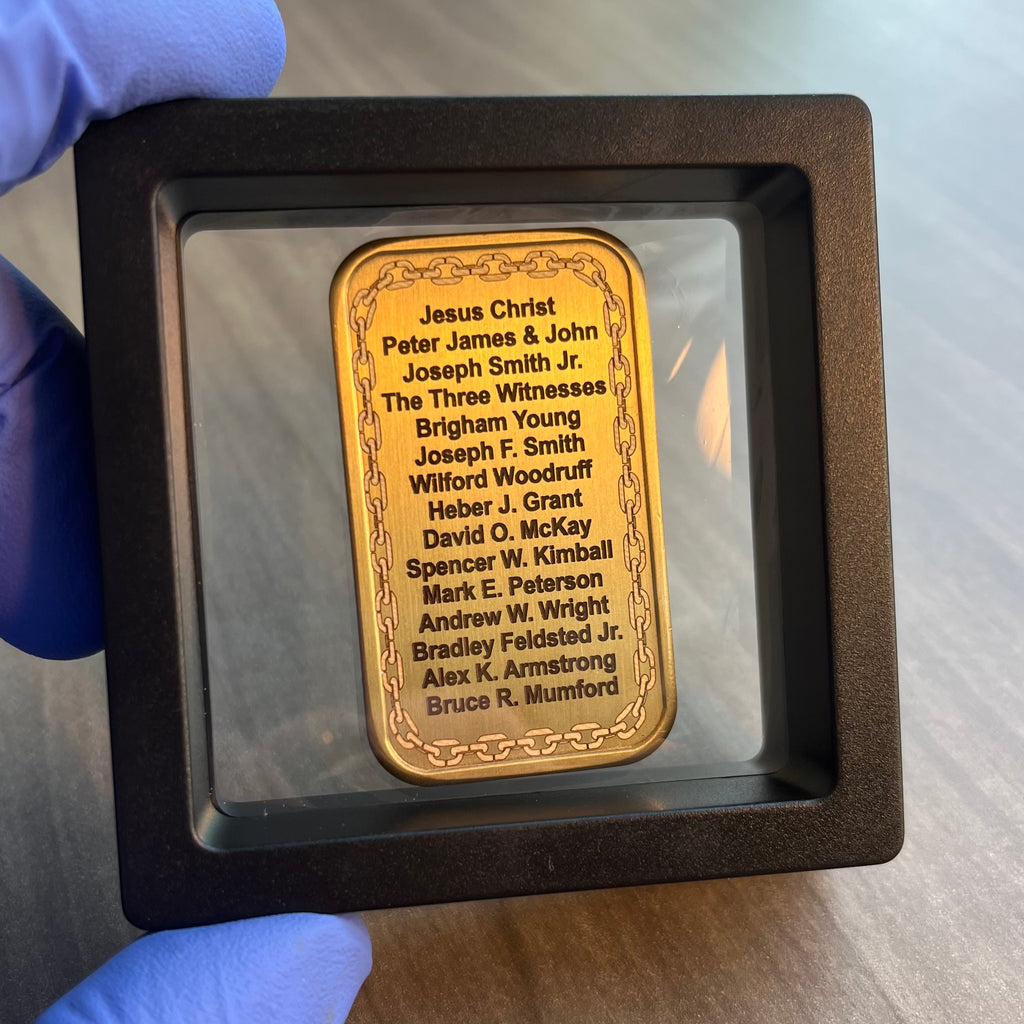 Jesus Christ
Peter James & John
Joseph Smith Jr.
The Three Witnesses
Brigham Young
Joseph F. Smith
Wilford Woodruff
Heber J. Grant
David O. McKay
Spencer W. Kimball
Mark E. Peterson
Andrew W. Wright
Bradley Feldsted Jr.
Alex K. Armstrong
Bruce R. Mumford